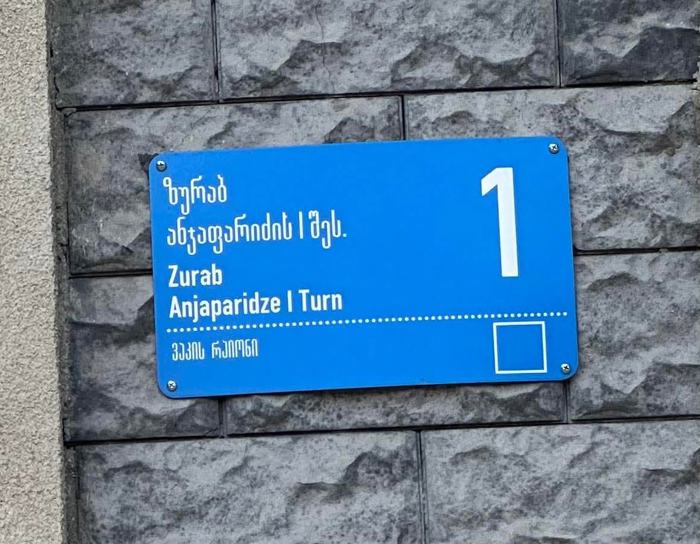 ზურაბ
ანჯაფარიძის I შეს.
Zurab
Anjaparidze I Turn
1
ვაკის რაიონი